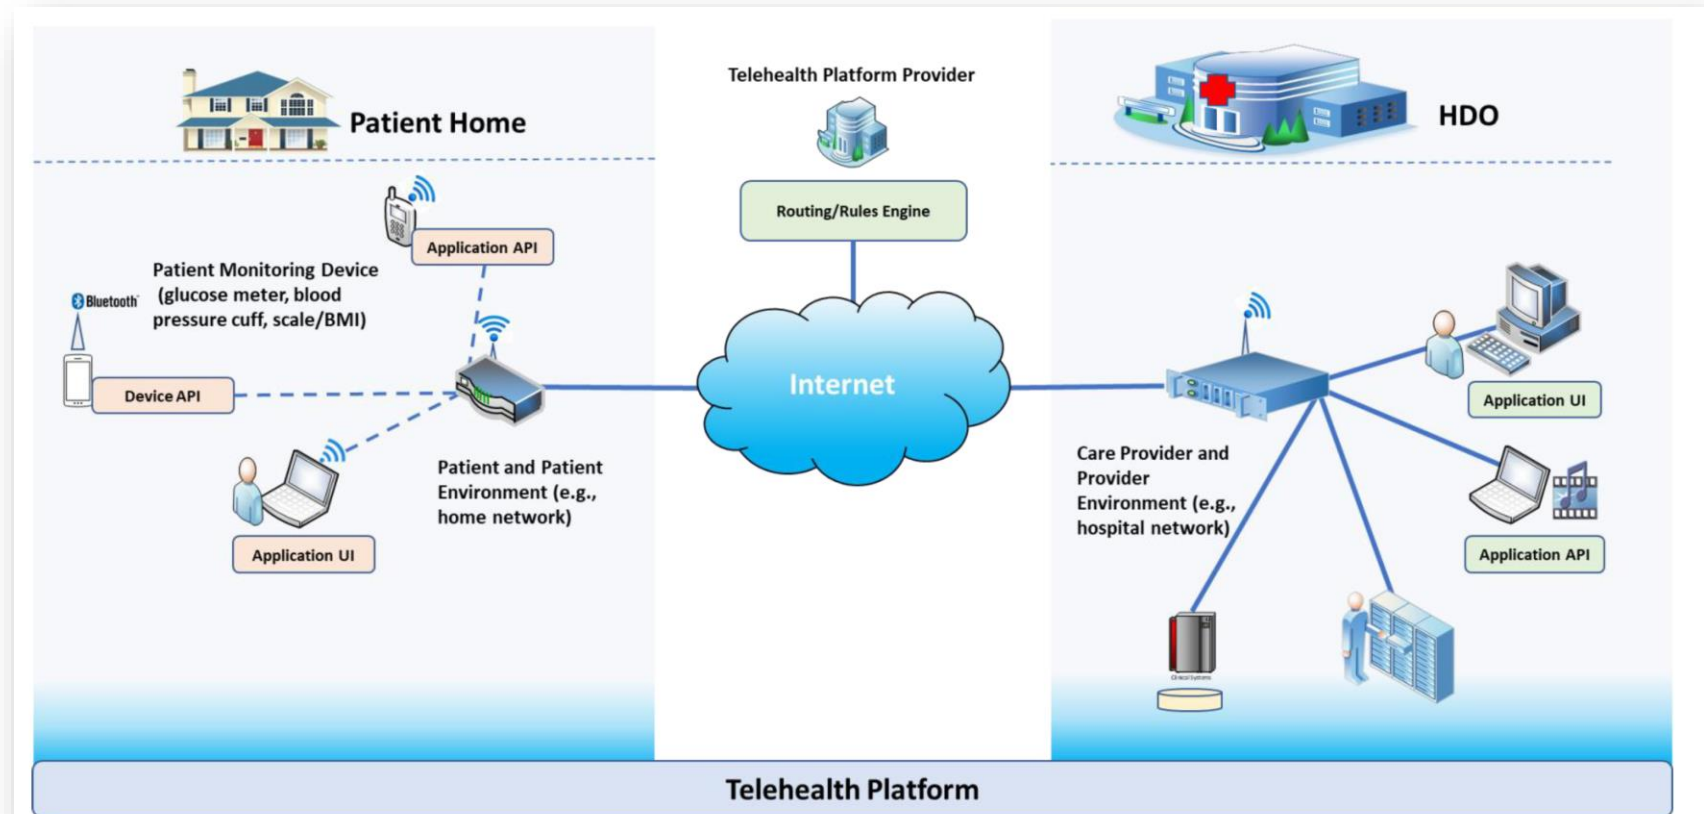 Patient Home
Application API
Patient Monitoring Device
(glucose meter, blood
pressure cuff, scale/BMI)
Bluetooth
Device API
Application UI
Patient and Patient
Environment (e.g.,
home network)
Telehealth Platform Provider
Routing/Rules Engine
Internet
HDO
Application UI
Care Provider and
Provider
Environment (e.g.,
hospital network)
Application API
Clinical Systems
Telehealth Platform